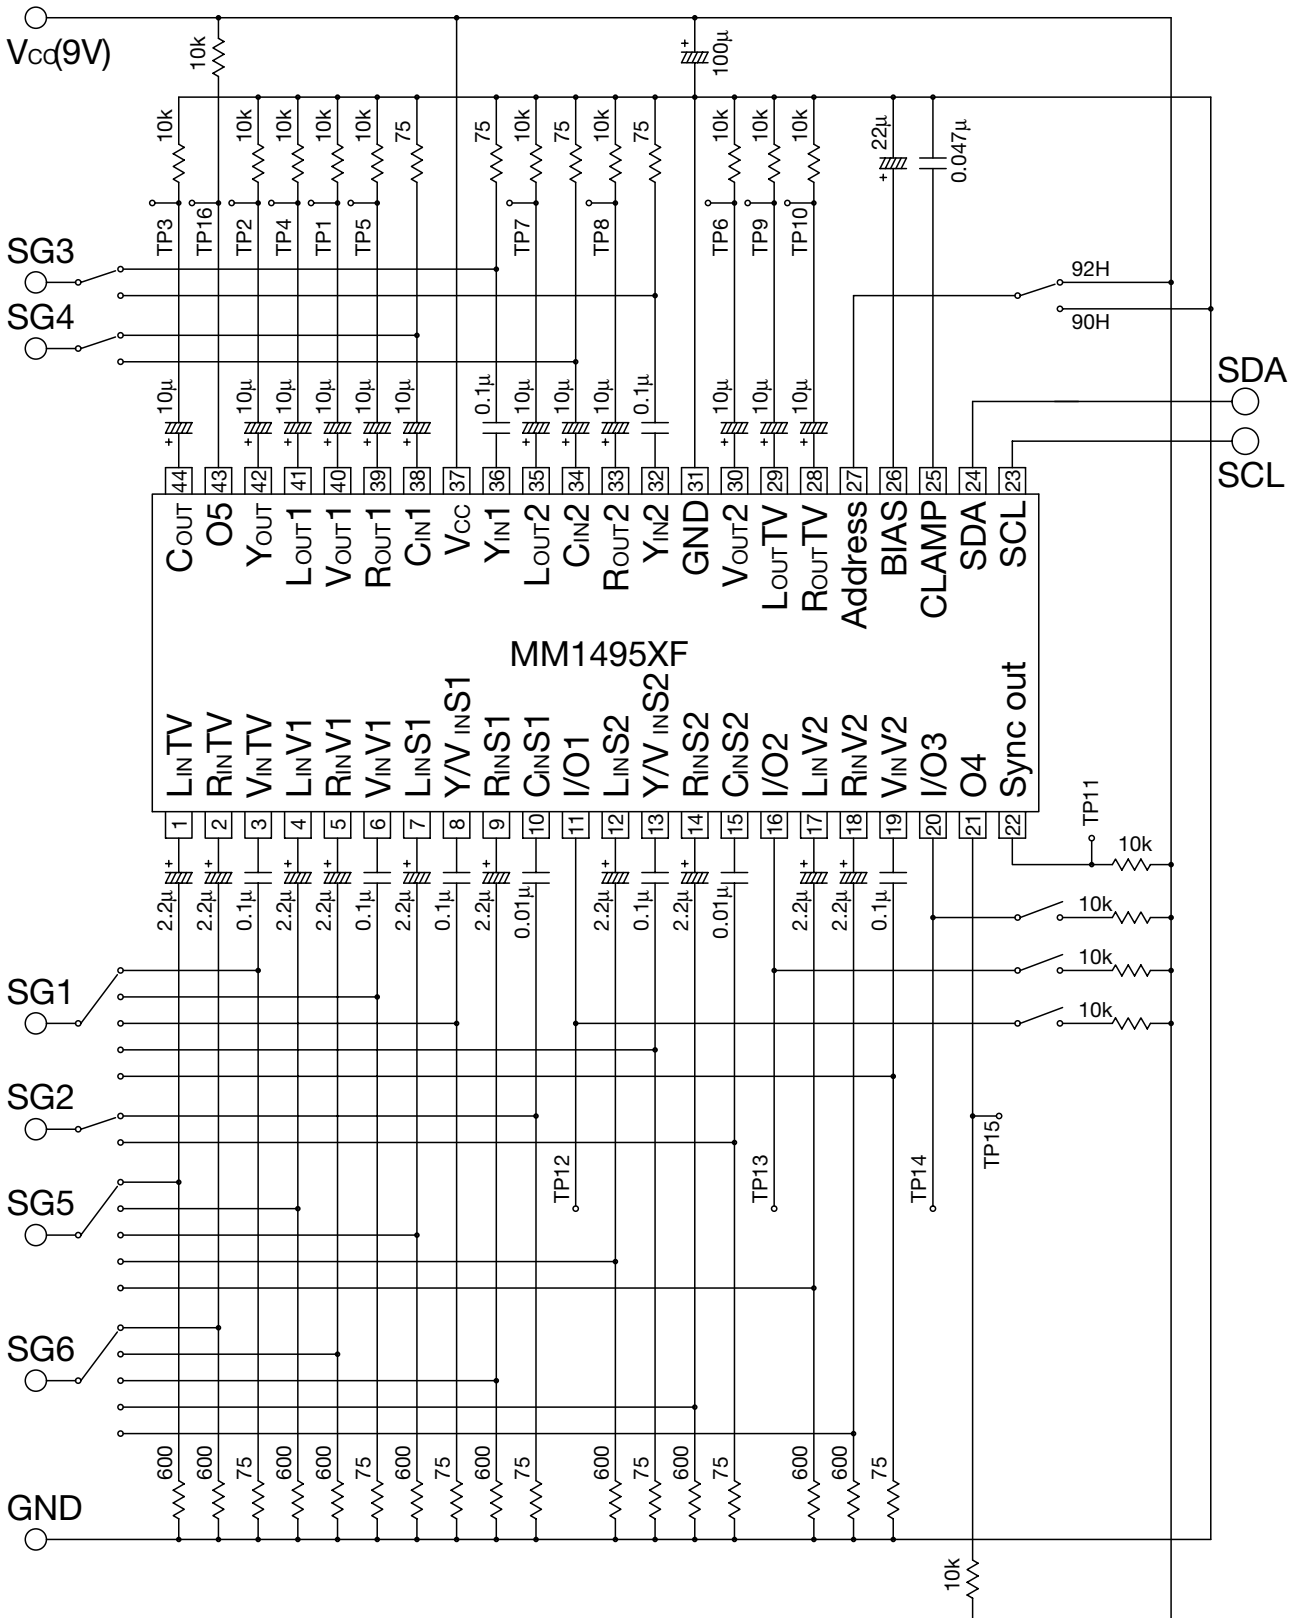 Vcc(9V)
10k
100μ
10k
10k
10k
10k
10k
75
75
10k
75
10k
75
10k
10k
10k
22μ
0.047μ
TP3
TP16
TP2
TP4
TP1
TP5
TP7
TP8
TP6
TP9
TP10
SG3
SG4
92H
90H
SDA
SCL
10μ
10μ
10μ
10μ
10μ
10μ
0.1μ
10μ
10μ
10μ
0.1μ
10μ
10μ
10μ
44 43 42 41 40 39 38 37 36 35 34 33 32 31 30 29 28 27 26 25 24 23
COUT
O5
YOUT
LOUT1
VOUT1
ROUT1
CIN1
VCC
YIN1
LOUT2
CIN2
ROUT2
YIN2
GND
VOUT2
LOUTTV
ROUTTV
Address
BIAS
CLAMP
SDA
SCL
MM1495XF
LINTV
RINTV
VINTV
LINV1
RINV1
VINV1
LINS1
Y/VINS1
RINS1
CINS1
I/O1
LINS2
Y/VINS2
RINS2
CINS2
I/O2
LINV2
RINV2
VINV2
I/O3
O4
Sync out
1 2 3 4 5 6 7 8 9 10 11 12 13 14 15 16 17 18 19 20 21 22
TP11
10k
2.2μ
2.2μ
0.1μ
2.2μ
2.2μ
0.1μ
2.2μ
0.1μ
2.2μ
0.01μ
2.2μ
0.1μ
2.2μ
0.01μ
2.2μ
2.2μ
0.1μ
10k
10k
10k
SG1
SG2
SG5
SG6
TP12
TP13
TP14
TP15
600
600
75
600
600
75
600
75
600
75
600
75
600
75
600
600
75
GND
10k